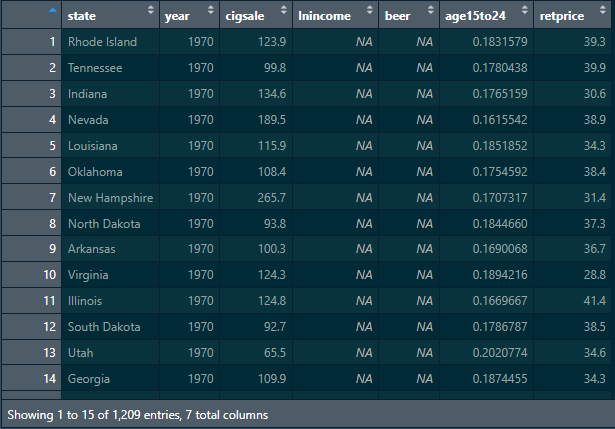 state year cigsale lnincome beer age15to24 retprice
1 Rhode Island 1970 123.9 NA NA 0.1831579 39.3
2 Tennessee 1970 99.8 NA NA 0.1780438 39.9
3 Indiana 1970 134.6 NA NA 0.1765159 30.6
4 Nevada 1970 189.5 NA NA 0.1615542 38.9
5 Louisiana 1970 115.9 NA NA 0.1851852 34.3
6 Oklahoma 1970 108.4 NA NA 0.1754592 38.4
7 New Hampshire 1970 265.7 NA NA 0.1707317 31.4
8 North Dakota 1970 93.8 NA NA 0.1844660 37.3
9 Arkansas 1970 100.3 NA NA 0.1690068 36.7
10 Virginia 1970 124.3 NA NA 0.1894216 28.8
11 Illinois 1970 124.8 NA NA 0.1669667 41.4
12 South Dakota 1970 92.7 NA NA 0.1786787 38.5
13 Utah 1970 65.5 NA NA 0.2020774 34.6
14 Georgia 1970 109.9 NA NA 0.1874455 34.3
Showing 1 to 15 of 1,209 entries, 7 total columns